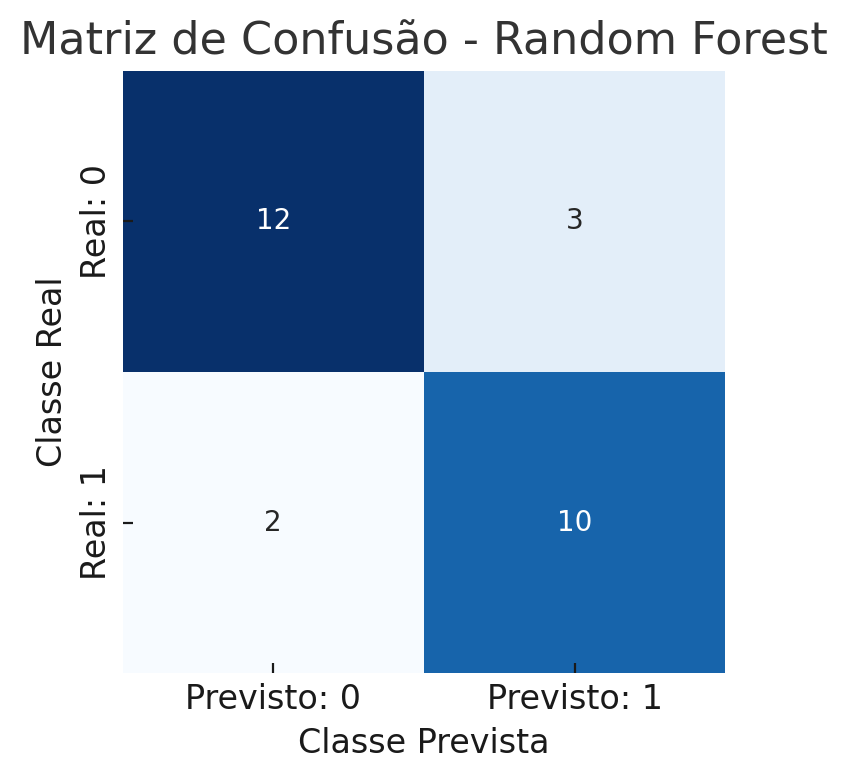 Matriz de Confusão - Random Forest
Classe Real
Real: 0
12
3
Real: 1
2
10
Previsto: 0
Previsto: 1
Classe Prevista